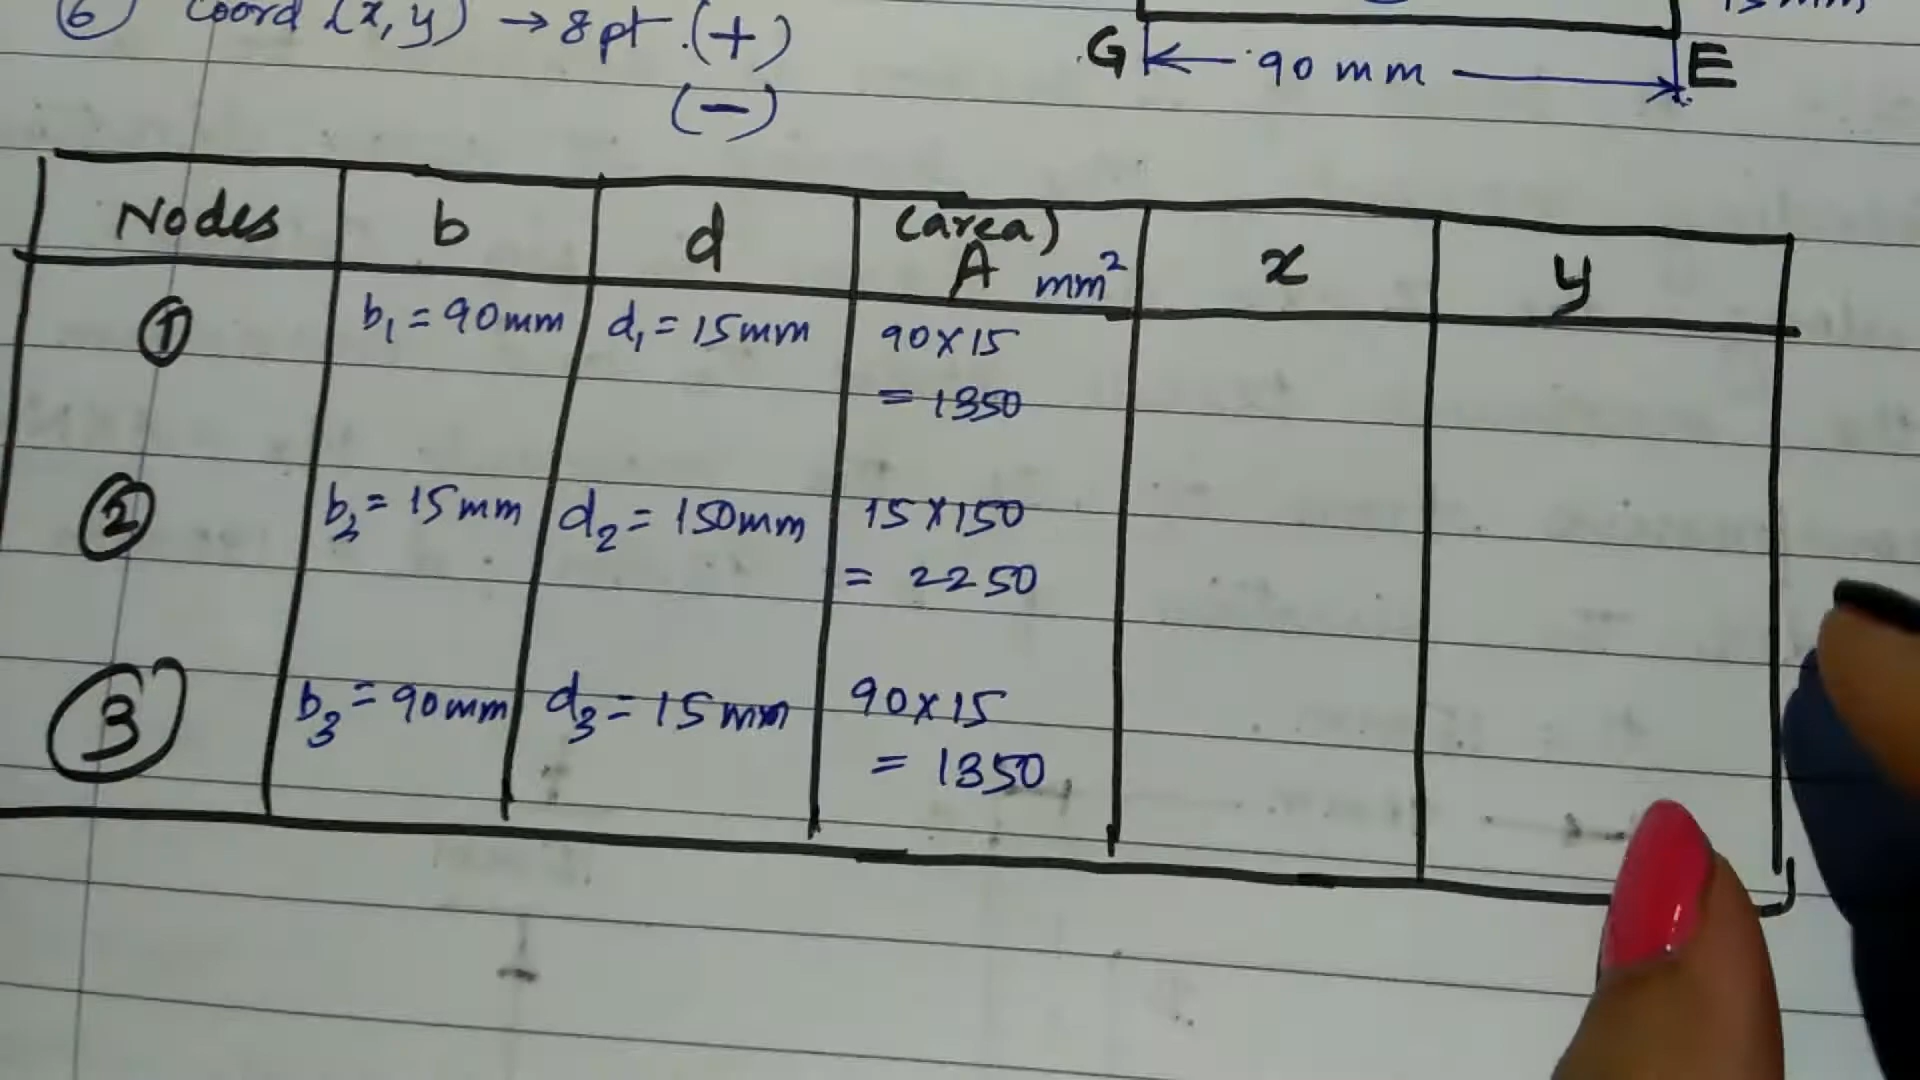 6 Coord (x, y) → 8pt. (+)
(-)
15mm
G 90 mm E
Nodes b d (area) A mm² x y
1 b₁ = 90mm d₁ = 15mm 90×15
= 1350
2 b₂ = 15mm d₂ = 150mm 15×150
= 2250
3 b₃ = 90mm d₃ = 15mm 90×15
= 1350